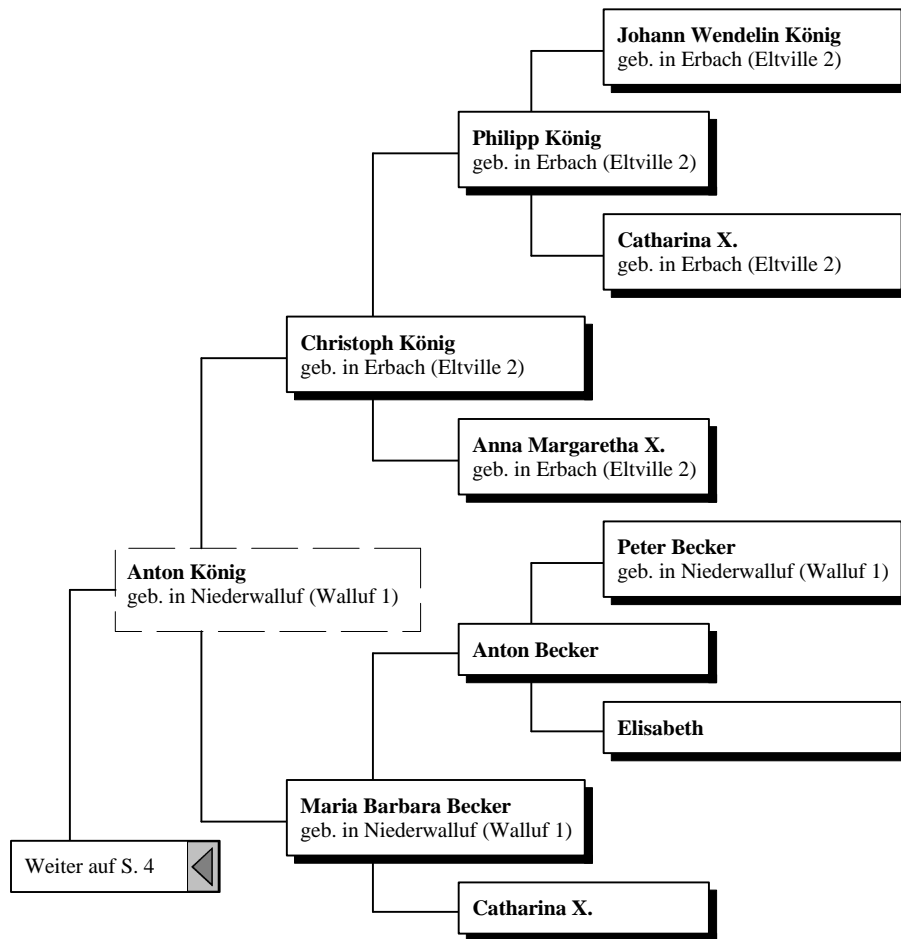 Johann Wendelin König
geb. in Erbach (Eltville 2)
Philipp König
geb. in Erbach (Eltville 2)
Catharina X.
geb. in Erbach (Eltville 2)
Christoph König
geb. in Erbach (Eltville 2)
Anna Margaretha X.
geb. in Erbach (Eltville 2)
Peter Becker
geb. in Niederwalluf (Walluf 1)
Anton König
geb. in Niederwalluf (Walluf 1)
Anton Becker
Elisabeth
Maria Barbara Becker
geb. in Niederwalluf (Walluf 1)
Weiter auf S. 4
Catharina X.